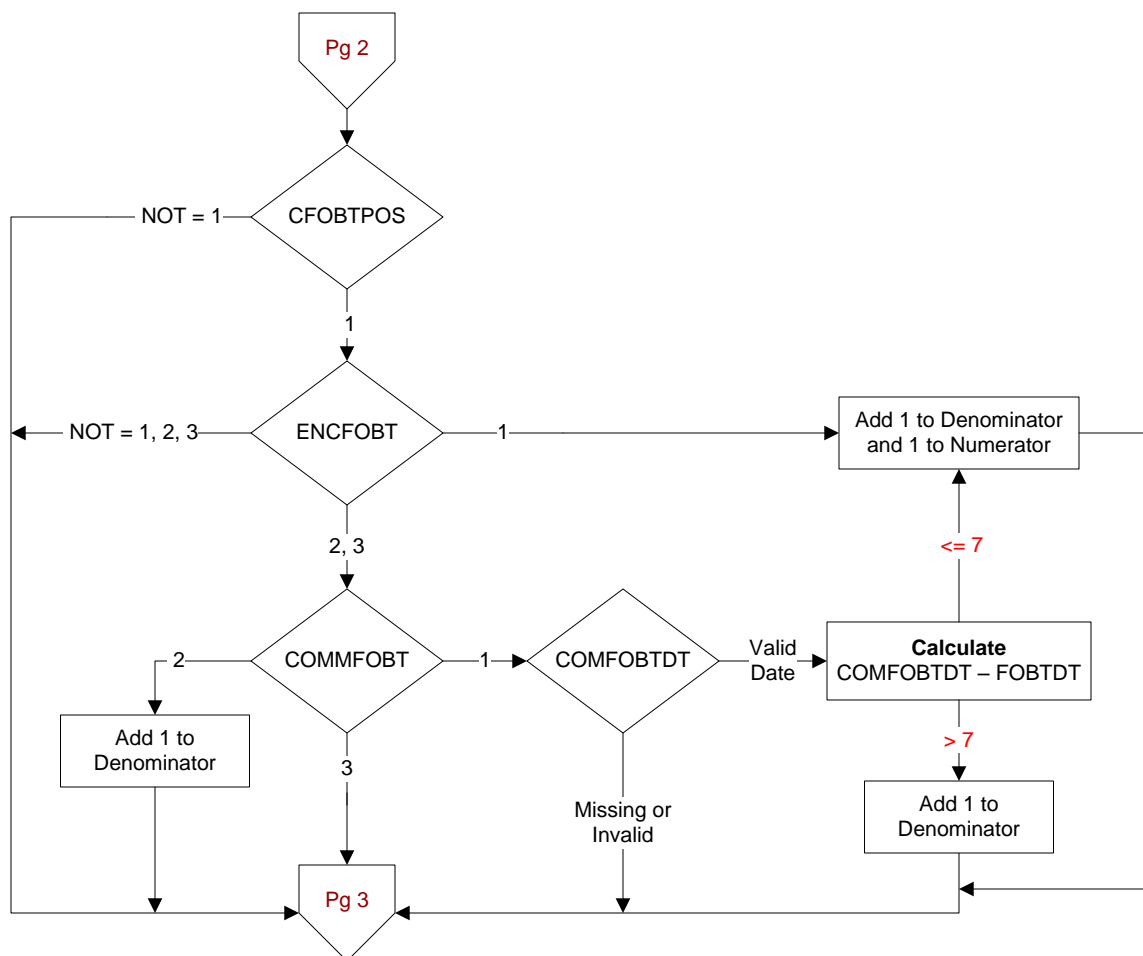 Pg 2
CFOBTPOS
NOT = 1
1
ENCFOBT
NOT = 1, 2, 3
1
Add 1 to Denominator
and 1 to Numerator
2, 3
<= 7
COMMFOBT
2
1
COMFOBTDT
Valid
Date
Calculate
COMFOBTDT – FOBTDT
Add 1 to
Denominator
3
> 7
Missing or
Invalid
Add 1 to
Denominator
Pg 3